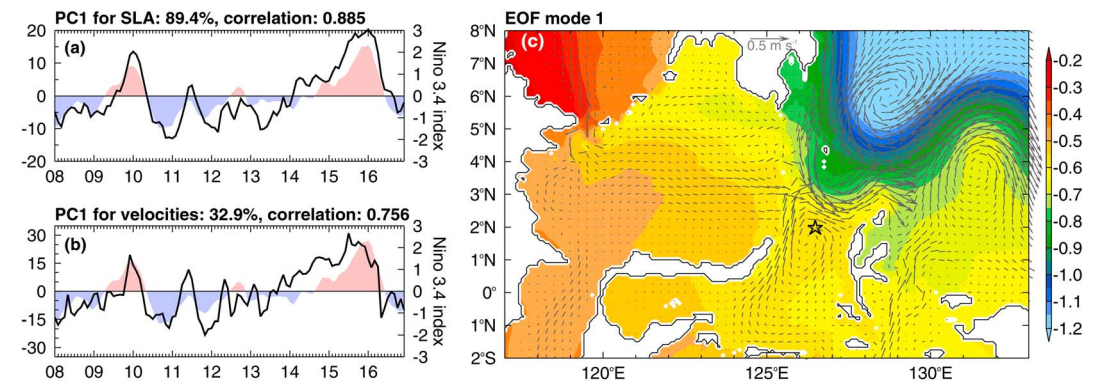 PC1 for SLA: 89.4%, correlation: 0.885
(a)
20
10
0
-10
-20
3
2
1
0
-1
-2
-3
Nino 3.4 index
08 09 10 11 12 13 14 15 16
PC1 for velocities: 32.9%, correlation: 0.756
(b)
30
15
0
-15
-30
3
2
1
0
-1
-2
-3
Nino 3.4 index
08 09 10 11 12 13 14 15 16
EOF mode 1
(c)
0.5 m s⁻¹
8°N
7°N
6°N
5°N
4°N
3°N
2°N
1°N
0°
1°S
2°S
120°E 125°E 130°E
-0.2
-0.3
-0.4
-0.5
-0.6
-0.7
-0.8
-0.9
-1.0
-1.1
-1.2